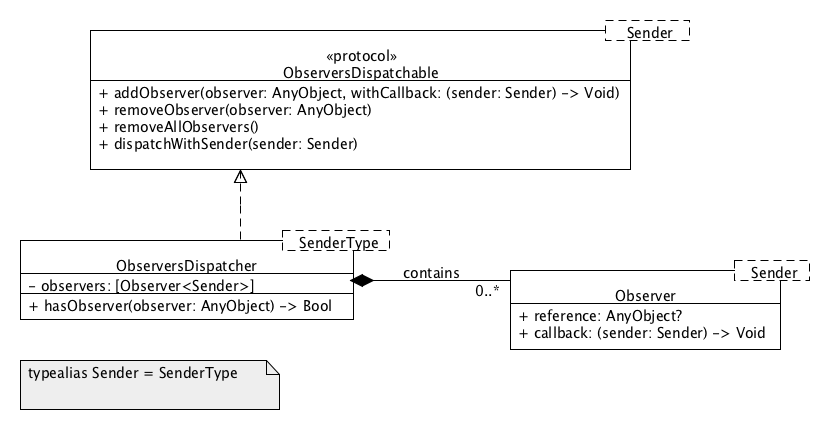 Sender
«protocol»
ObserversDispatchable
+ addObserver(observer: AnyObject, withCallback: (sender: Sender) -> Void)
+ removeObserver(observer: AnyObject)
+ removeAllObservers()
+ dispatchWithSender(sender: Sender)
SenderType
ObserversDispatcher
- observers: [Observer<Sender>]
+ hasObserver(observer: AnyObject) -> Bool
contains
0..*
Sender
Observer
+ reference: AnyObject?
+ callback: (sender: Sender) -> Void
typealias Sender = SenderType